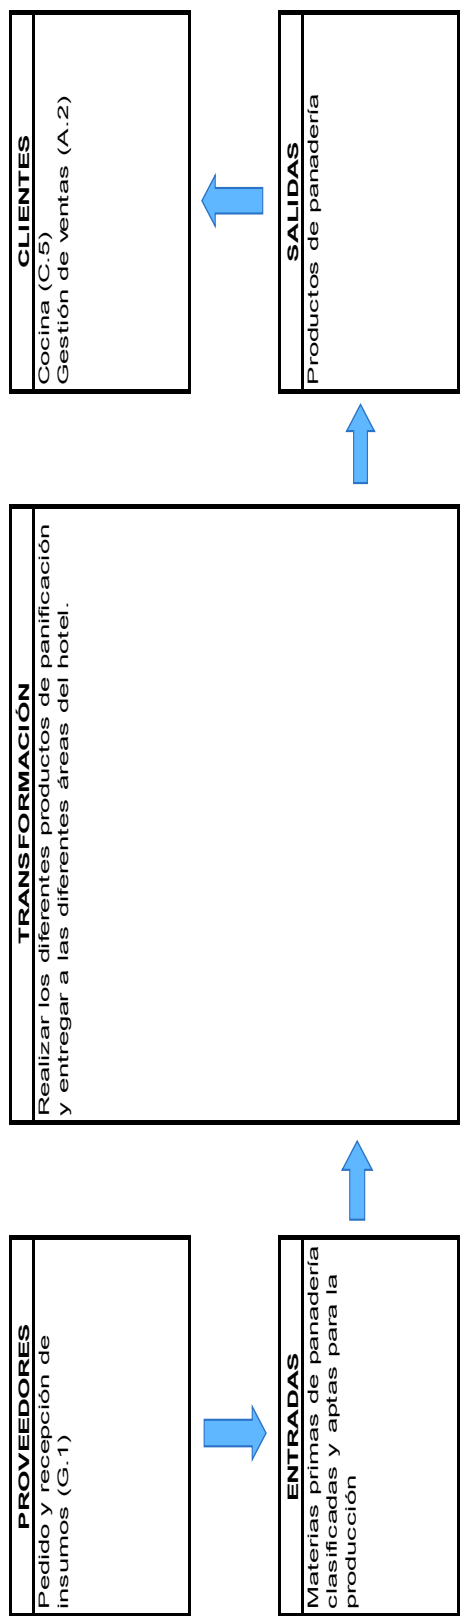 PROVEEDORES
Pedido y recepción de
insumos (G.1)
ENTRADAS
Materias primas de panadería
clasificadas y aptas para la
producción
TRANSFORMACIÓN
Realizar los diferentes productos de panificación
y entregar a las diferentes áreas del hotel.
SALIDAS
Productos de panadería
CLIENTES
Cocina (C.5)
Gestión de ventas (A.2)